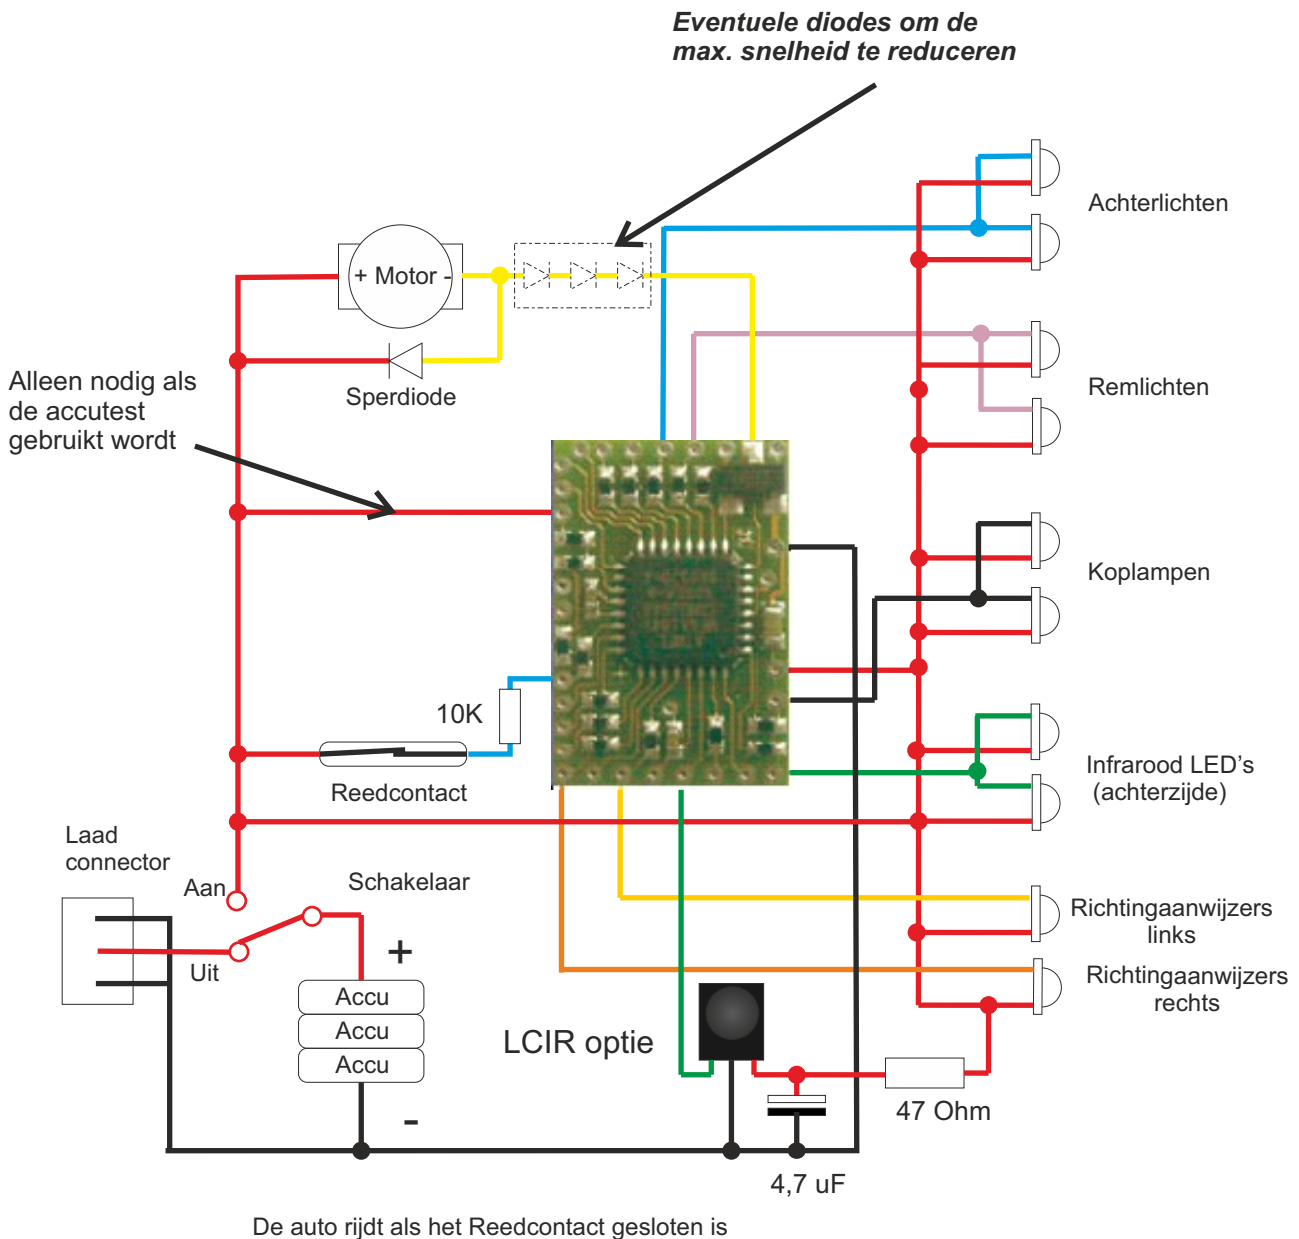 Eventuele diodes om de
max. snelheid te reduceren
Achterlichten
+ Motor -
Sperdiode
Alleen nodig als
de accutest
gebruikt wordt
Remlichten
Koplampen
10K
Reedcontact
Infrarood LED's
(achterzijde)
Laad
connector
Aan
Schakelaar
Uit
+
Accu
Accu
Accu
-
Richtingaanwijzers
links
Richtingaanwijzers
rechts
LCIR optie
47 Ohm
4,7 uF
De auto rijdt als het Reedcontact gesloten is